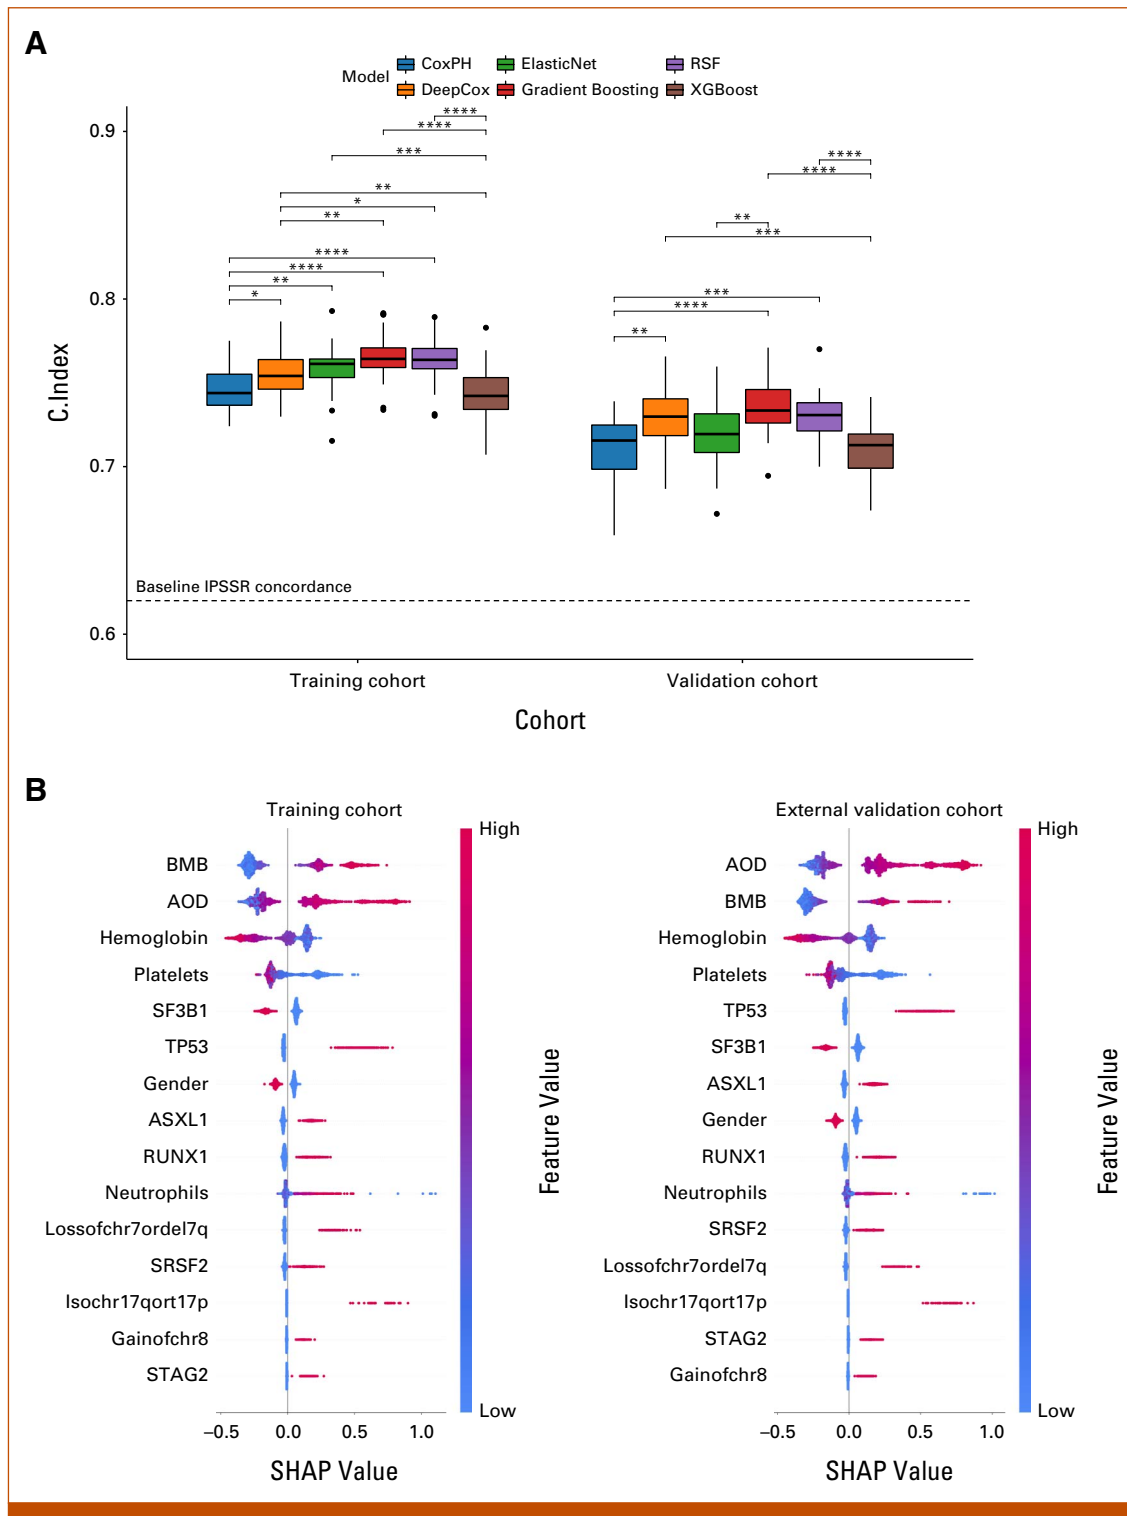 A
Model
CoxPH
ElasticNet
RSF
DeepCox
Gradient Boosting
XGBoost
C.Index
0.9
0.8
0.7
0.6
****
****
***
**
*
**
****
****
**
*
****
****
**
***
***
****
**
Baseline IPSSR concordance
Training cohort
Validation cohort
Cohort
B
Training cohort
BMB
AOD
Hemoglobin
Platelets
SF3B1
TP53
Gender
ASXL1
RUNX1
Neutrophils
Lossofchr7ordel7q
SRSF2
Isochr17qort17p
Gainofchr8
STAG2
–0.5
0.0
0.5
1.0
SHAP Value
High
Low
Feature Value
External validation cohort
AOD
BMB
Hemoglobin
Platelets
TP53
SF3B1
ASXL1
Gender
RUNX1
Neutrophils
SRSF2
Lossofchr7ordel7q
Isochr17qort17p
STAG2
Gainofchr8
–0.5
0.0
0.5
1.0
SHAP Value
High
Low
Feature Value